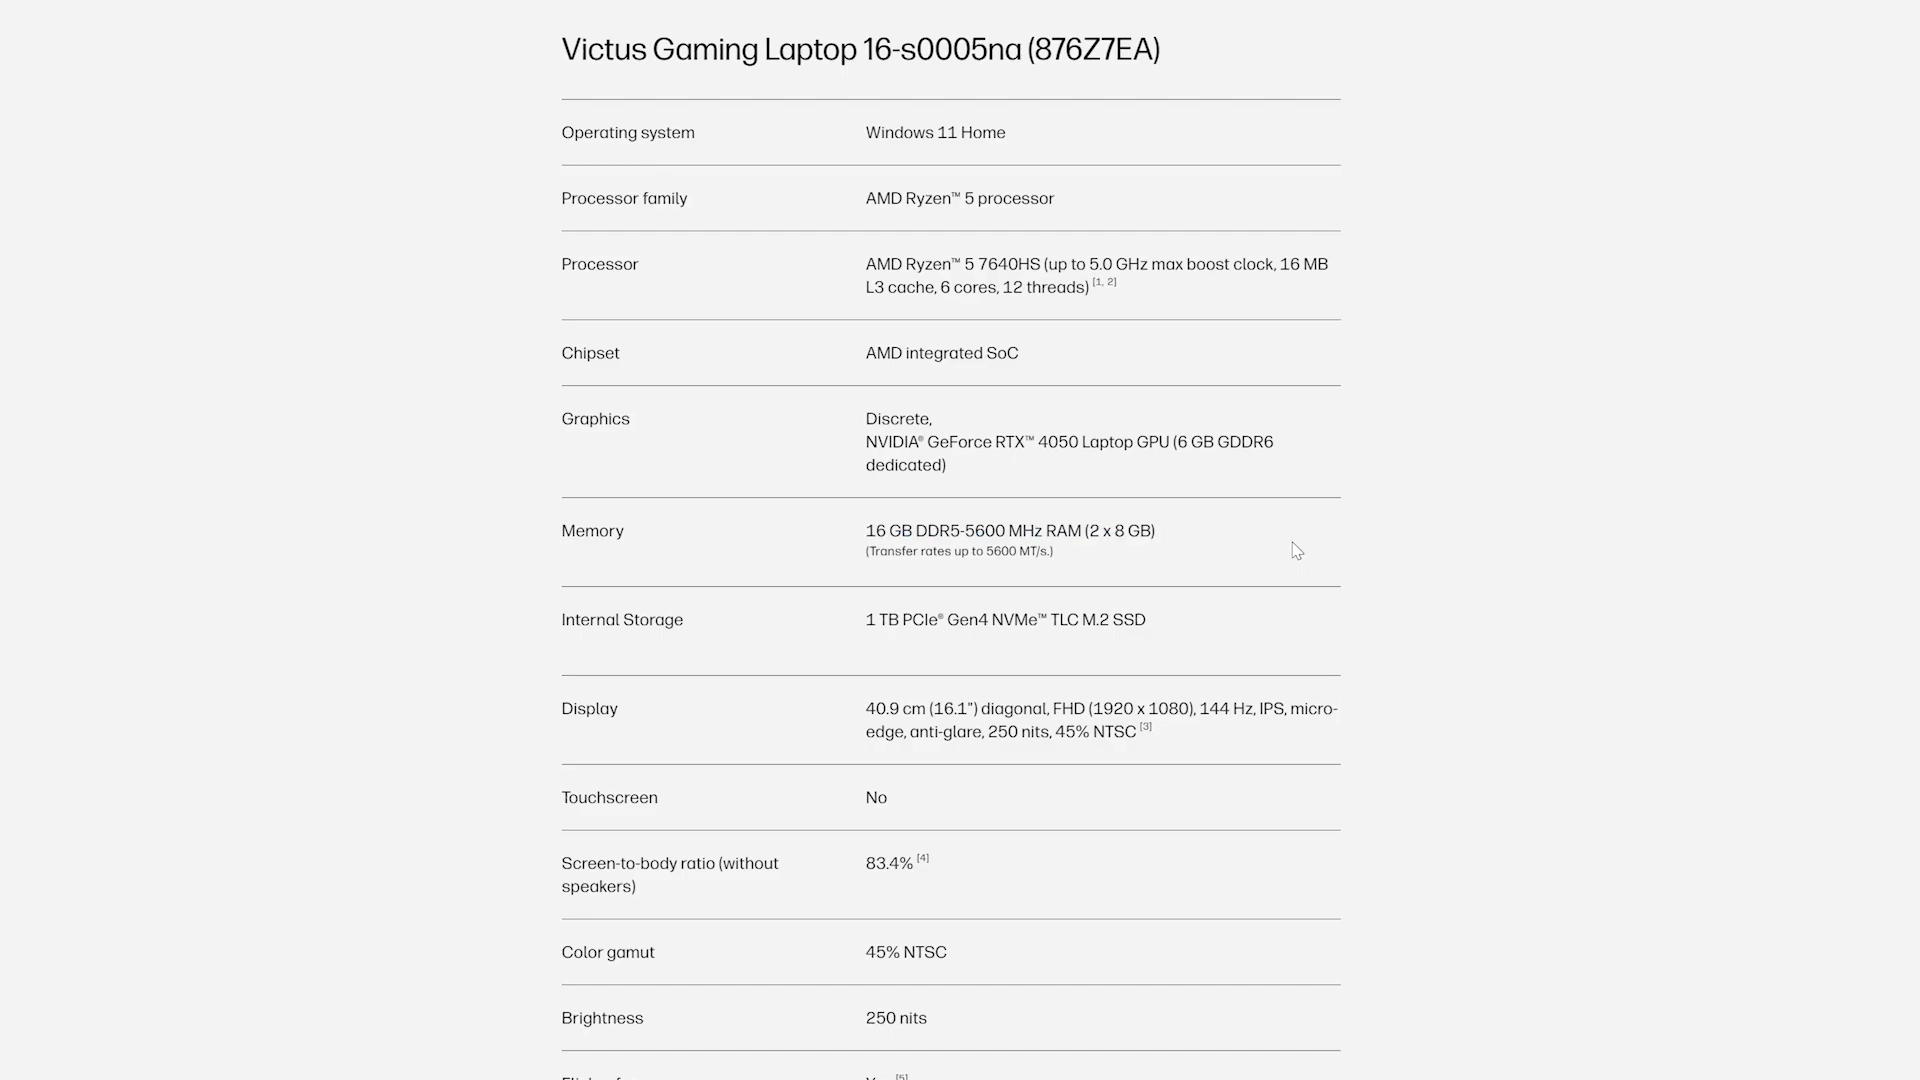 Victus Gaming Laptop 16-s0005na (876Z7EA)
Operating system
Windows 11 Home
Processor family
AMD Ryzen™ 5 processor
Processor
AMD Ryzen™ 5 7640HS (up to 5.0 GHz max boost clock, 16 MB
L3 cache, 6 cores, 12 threads) [1, 2]
Chipset
AMD integrated SoC
Graphics
Discrete,
NVIDIA® GeForce RTX™ 4050 Laptop GPU (6 GB GDDR6
dedicated)
Memory
16 GB DDR5-5600 MHz RAM (2 x 8 GB)
(Transfer rates up to 5600 MT/s.)
Internal Storage
1 TB PCIe® Gen4 NVMe™ TLC M.2 SSD
Display
40.9 cm (16.1") diagonal, FHD (1920 x 1080), 144 Hz, IPS, micro-
edge, anti-glare, 250 nits, 45% NTSC [3]
Touchscreen
No
Screen-to-body ratio (without
speakers)
83.4% [4]
Color gamut
45% NTSC
Brightness
250 nits
[5]